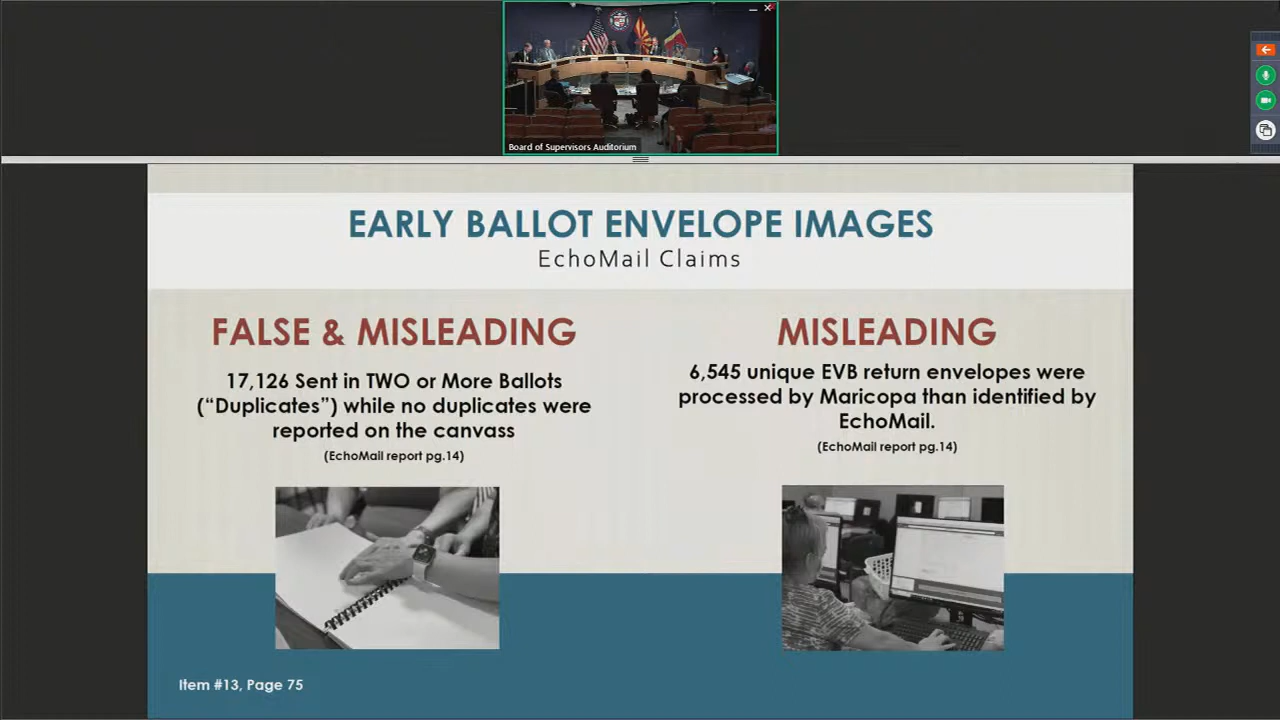 Board of Supervisors Auditorium
EARLY BALLOT ENVELOPE IMAGES
EchoMail Claims
FALSE & MISLEADING
17,126 Sent in TWO or More Ballots
("Duplicates") while no duplicates were
reported on the canvass
(EchoMail report pg.14)
MISLEADING
6,545 unique EVB return envelopes were
processed by Maricopa than identified by
EchoMail.
(EchoMail report pg.14)
Item #13, Page 75